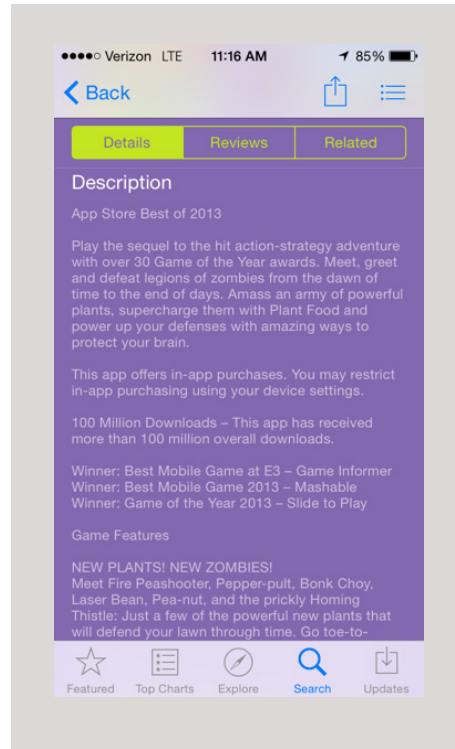 Verizon LTE 11:16 AM 85%
Back
Details Reviews Related
Description
App Store Best of 2013
Play the sequel to the hit action-strategy adventure
with over 30 Game of the Year awards. Meet, greet
and defeat legions of zombies from the dawn of
time to the end of days. Amass an army of powerful
plants, supercharge them with Plant Food and
power up your defenses with amazing ways to
protect your brain.
This app offers in-app purchases. You may restrict
in-app purchasing using your device settings.
100 Million Downloads – This app has received
more than 100 million overall downloads.
Winner: Best Mobile Game at E3 – Game Informer
Winner: Best Mobile Game 2013 – Mashable
Winner: Game of the Year 2013 – Slide to Play
Game Features
NEW PLANTS! NEW ZOMBIES!
Meet Fire Peashooter, Pepper-pult, Bonk Choy,
Laser Bean, Pea-nut, and the prickly Homing
Thistle: Just a few of the powerful new plants that
will defend your lawn through time. Go toe-to-
Featured Top Charts Explore Search Updates